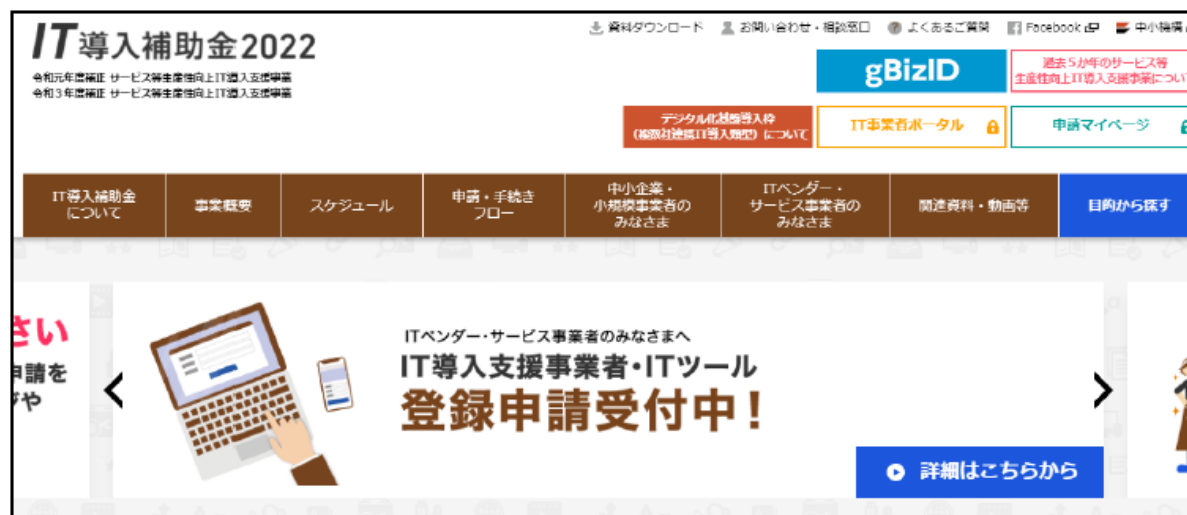 IT導入補助金2022
令和元年度補正 サービス等生産性向上IT導入支援事業
令和3年度補正 サービス等生産性向上IT導入支援事業
資料ダウンロード
お問い合わせ・相談窓口
よくあるご質問
Facebook
中小機構
gBizID
過去5か年のサービス等
生産性向上IT導入支援事業につい
デジタル化基盤導入枠
(複数社連携IT導入類型) について
IT事業者ポータル
申請マイページ
IT導入補助金
について
事業概要
スケジュール
申請・手続き
フロー
中小企業・
小規模事業者の
みなさま
ITベンダー・
サービス事業者の
みなさま
関連資料・動画等
目的から探す
さい
申請を
や
ITベンダー・サービス事業者のみなさまへ
IT導入支援事業者・ITツール
登録申請受付中!
詳細はこちらから